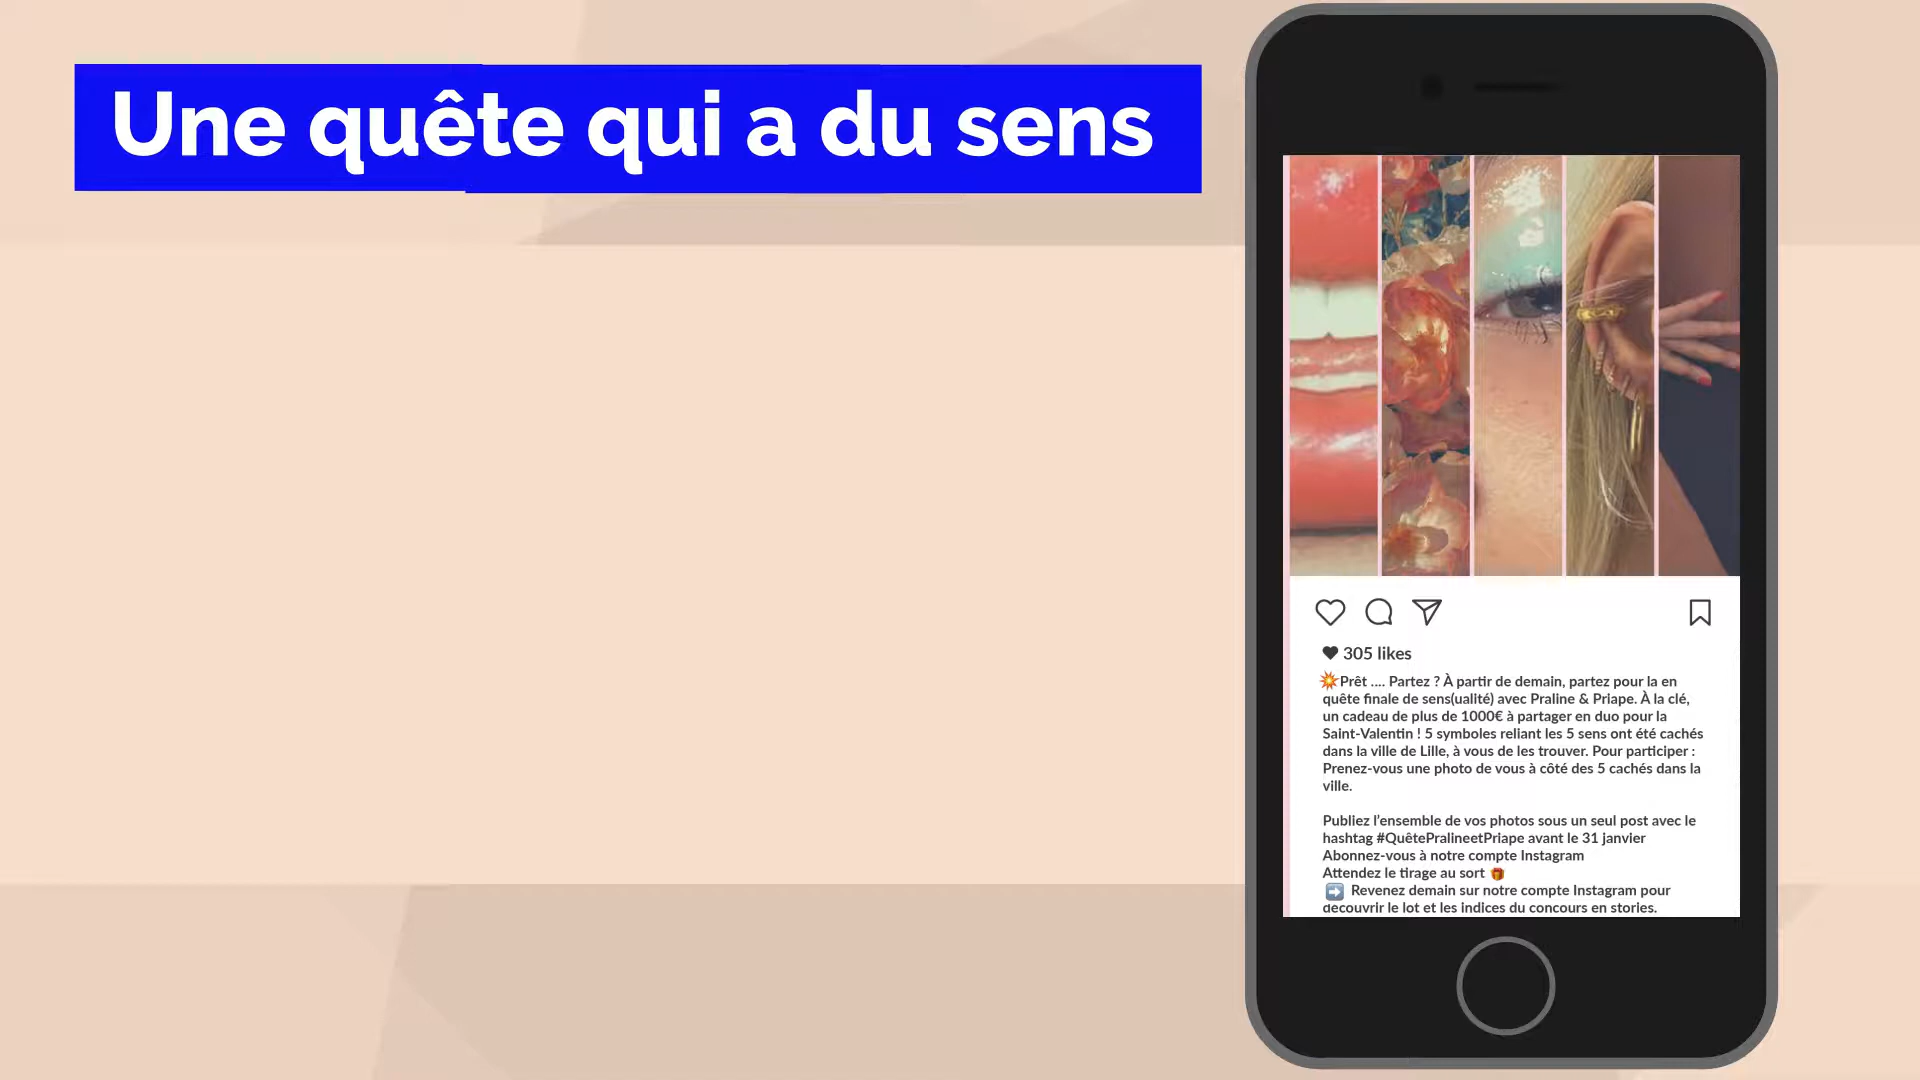 Une quête qui a du sens
305 likes
💥Prêt .... Partez ? À partir de demain, partez pour la en
quête finale de sens(ualité) avec Praline & Priape. À la clé,
un cadeau de plus de 1000€ à partager en duo pour la
Saint-Valentin ! 5 symboles reliant les 5 sens ont été cachés
dans la ville de Lille, à vous de les trouver. Pour participer :
Prenez-vous une photo de vous à côté des 5 cachés dans la
ville.
Publiez l’ensemble de vos photos sous un seul post avec le
hashtag #QuêtePralineetPriape avant le 31 janvier
Abonnez-vous à notre compte Instagram
Attendez le tirage au sort 🎁
➡️ Revenez demain sur notre compte Instagram pour
découvrir le lot et les indices du concours en stories.